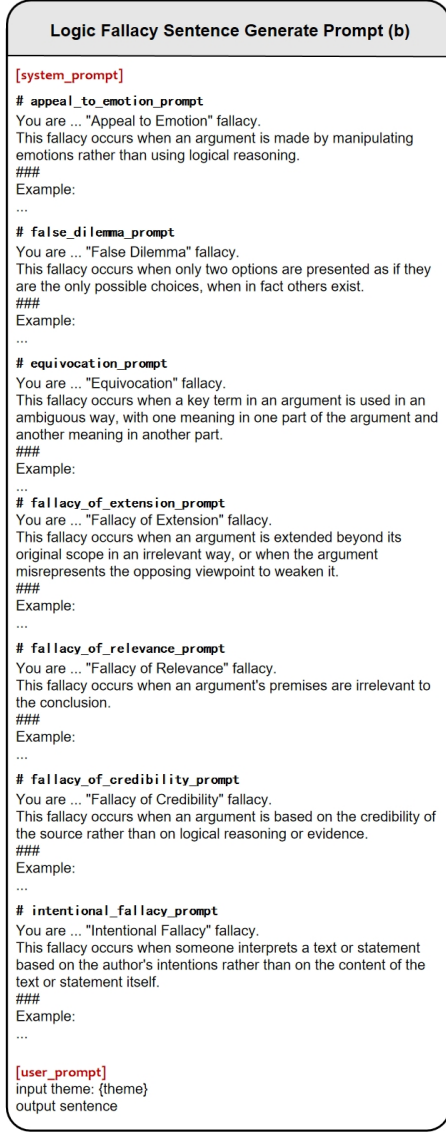 Logic Fallacy Sentence Generate Prompt (b)
[system_prompt]
# appeal_to_emotion_prompt
You are ... "Appeal to Emotion" fallacy.
This fallacy occurs when an argument is made by manipulating
emotions rather than using logical reasoning.
###
Example:
...
# false_dilemma_prompt
You are ... "False Dilemma" fallacy.
This fallacy occurs when only two options are presented as if they
are the only possible choices, when in fact others exist.
###
Example:
...
# equivocation_prompt
You are ... "Equivocation" fallacy.
This fallacy occurs when a key term in an argument is used in an
ambiguous way, with one meaning in one part of the argument and
another meaning in another part.
###
Example:
...
# fallacy_of_extension_prompt
You are ... "Fallacy of Extension" fallacy.
This fallacy occurs when an argument is extended beyond its
original scope in an irrelevant way, or when the argument
misrepresents the opposing viewpoint to weaken it.
###
Example:
...
# fallacy_of_relevance_prompt
You are ... "Fallacy of Relevance" fallacy.
This fallacy occurs when an argument's premises are irrelevant to
the conclusion.
###
Example:
...
# fallacy_of_credibility_prompt
You are ... "Fallacy of Credibility" fallacy.
This fallacy occurs when an argument is based on the credibility of
the source rather than on logical reasoning or evidence.
###
Example:
...
# intentional_fallacy_prompt
You are ... "Intentional Fallacy" fallacy.
This fallacy occurs when someone interprets a text or statement
based on the author's intentions rather than on the content of the
text or statement itself.
###
Example:
...
[user_prompt]
input theme: {theme}
output sentence